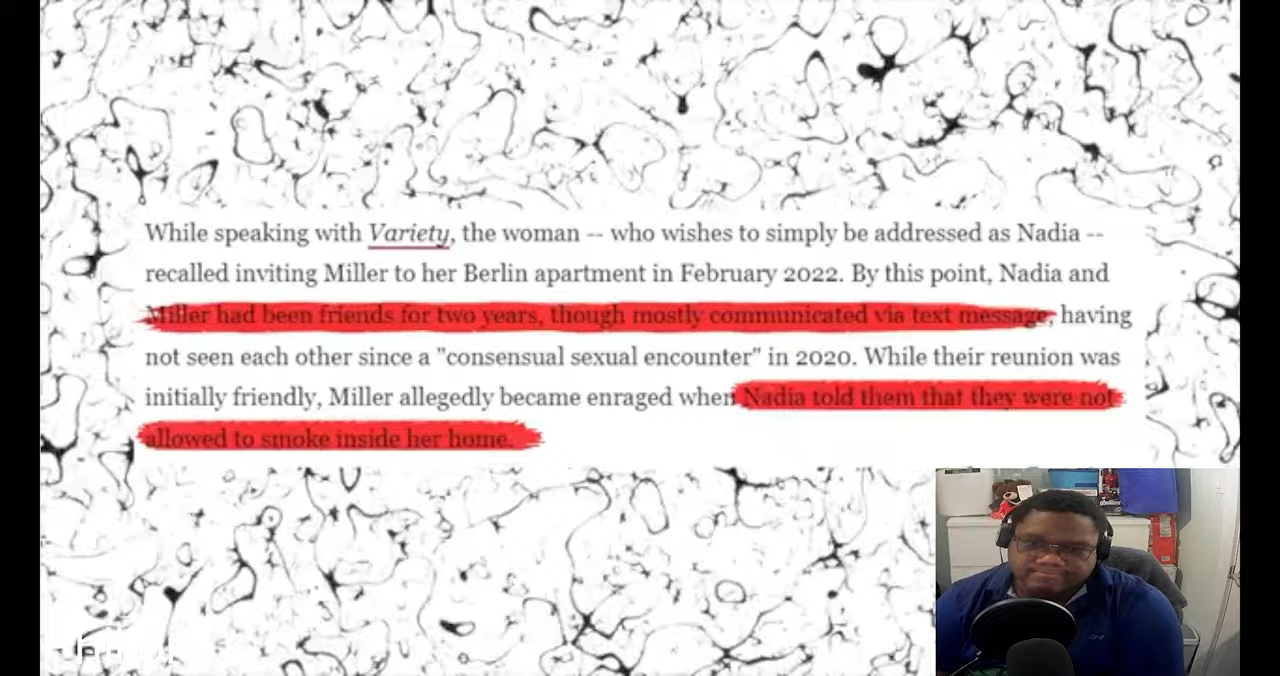 While speaking with Variety, the woman -- who wishes to simply be addressed as Nadia --
recalled inviting Miller to her Berlin apartment in February 2022. By this point, Nadia and
Miller had been friends for two years, though mostly communicated via text message, having
not seen each other since a "consensual sexual encounter" in 2020. While their reunion was
initially friendly, Miller allegedly became enraged when Nadia told them that they were not
allowed to smoke inside her home.